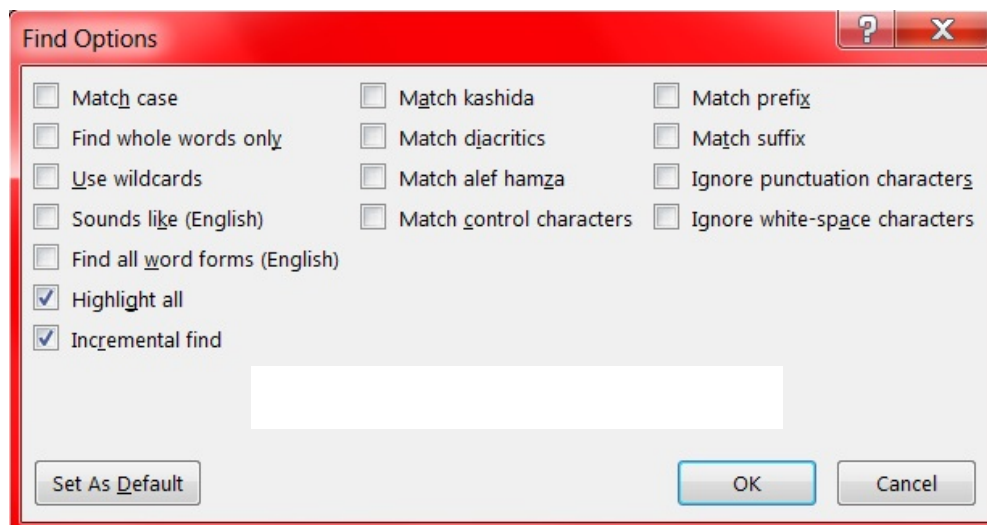 Find Options
Match case
Find whole words only
Use wildcards
Sounds like (English)
Find all word forms (English)
Highlight all
Incremental find
Match kashida
Match diacritics
Match alef hamza
Match control characters
Match prefix
Match suffix
Ignore punctuation characters
Ignore white-space characters
Set As Default
OK
Cancel